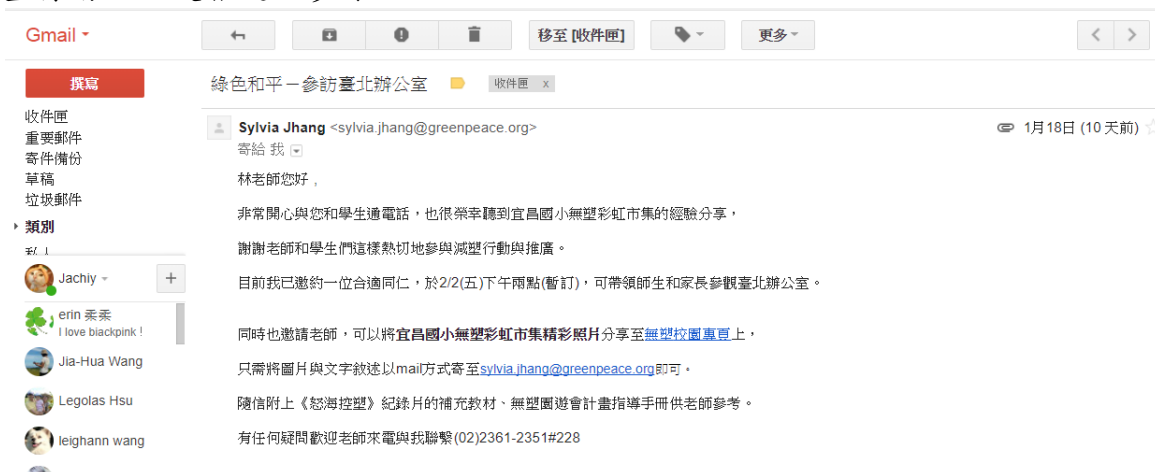 Gmail
移至 [收件匣]
更多
撰寫
綠色和平－參訪臺北辦公室
收件匣 x
收件匣
重要郵件
寄件備份
草稿
垃圾郵件
類別
Jachiy
erin 柔柔
I love biackpink !
Jia-Hua Wang
Legolas Hsu
leighann wang
Sylvia Jhang <sylvia.jhang@greenpeace.org>
1月18日 (10 天前)
寄給 我
林老師您好，
非常開心與您和學生通電話，也很榮幸聽到宜昌國小無塑彩虹市集的經驗分享，
謝謝老師和學生們這樣熱切地參與減塑行動與推廣。
目前我已邀約一位合適同仁，於2/2(五)下午兩點(暫訂)，可帶領師生和家長參觀臺北辦公室。
同時也邀請老師，可以將宜昌國小無塑彩虹市集精彩照片分享至無塑校園專頁上，
只需將圖片與文字敘述以mail方式寄至sylvia.jhang@greenpeace.org即可。
隨信附上《怒海控塑》紀錄片的補充教材、無塑園遊會計畫指導手冊供老師參考。
有任何疑問歡迎老師來電與我聯繫(02)2361-2351#228